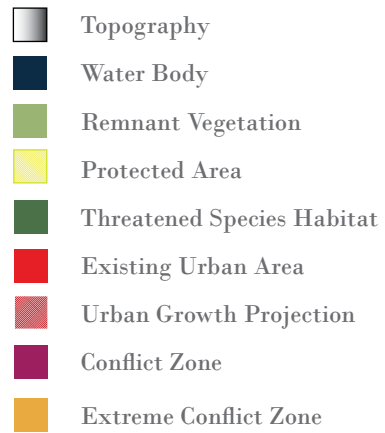 Topography
Water Body
Remnant Vegetation
Protected Area
Threatened Species Habitat
Existing Urban Area
Urban Growth Projection
Conflict Zone
Extreme Conflict Zone